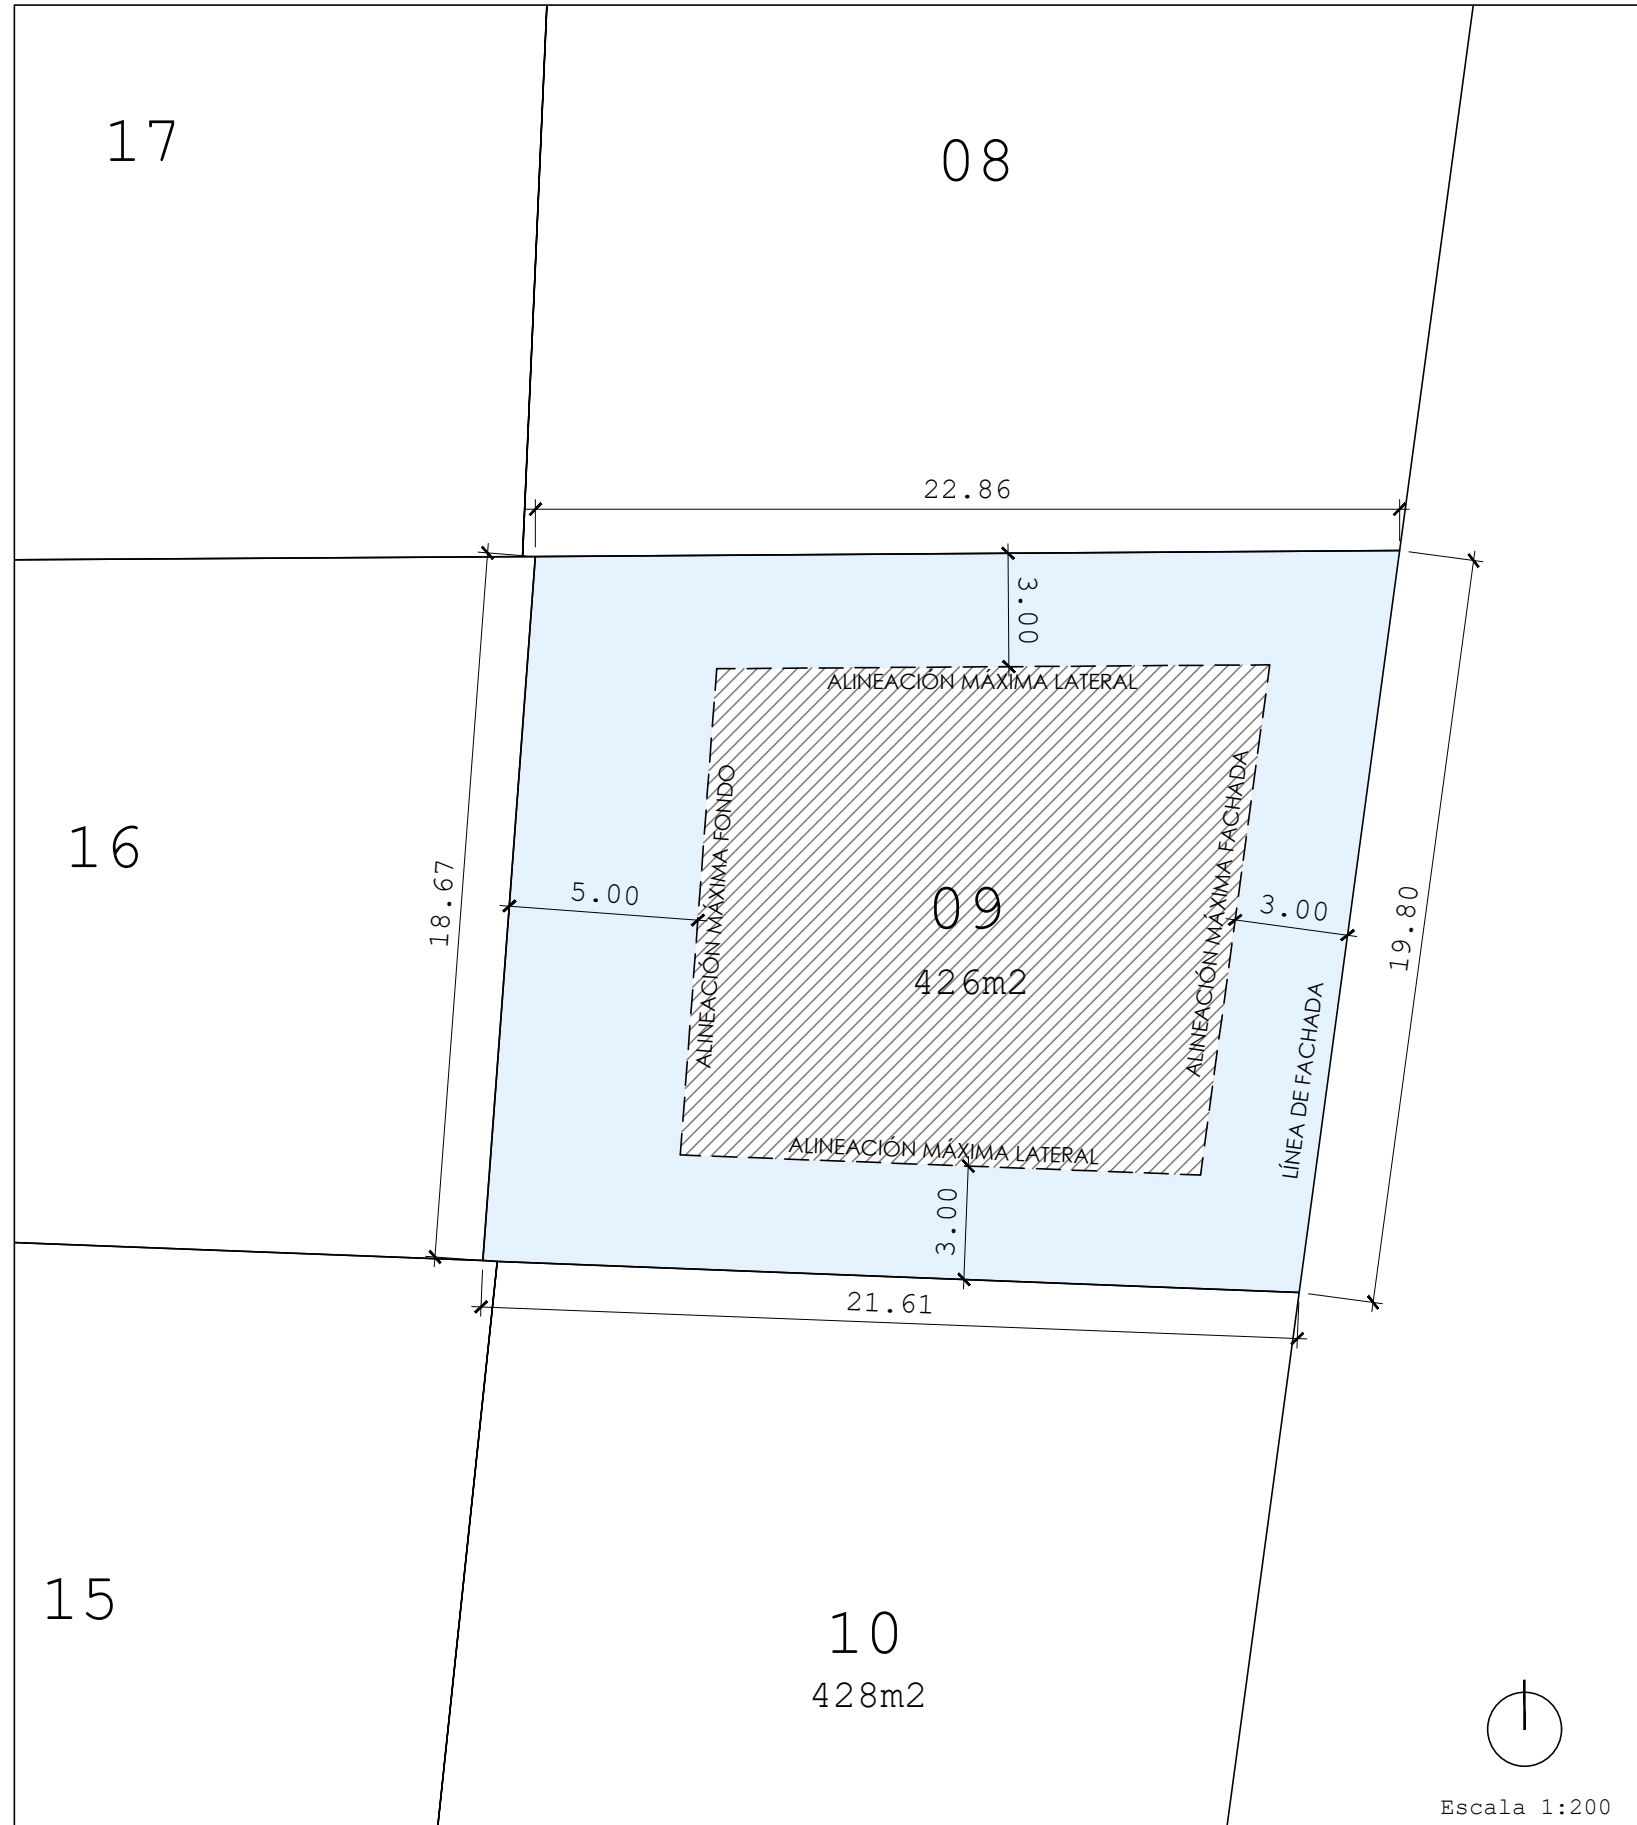 17
08
22.86
3.00
ALINEACIÓN MÁXIMA LATERAL
ALINEACIÓN MÁXIMA FONDO
ALINEACIÓN MÁXIMA FACHADA
16
18.67
5.00
09
3.00
19.80
426m2
LÍNEA DE FACHADA
ALINEACIÓN MÁXIMA LATERAL
3.00
21.61
15
10
428m2
Escala 1:200